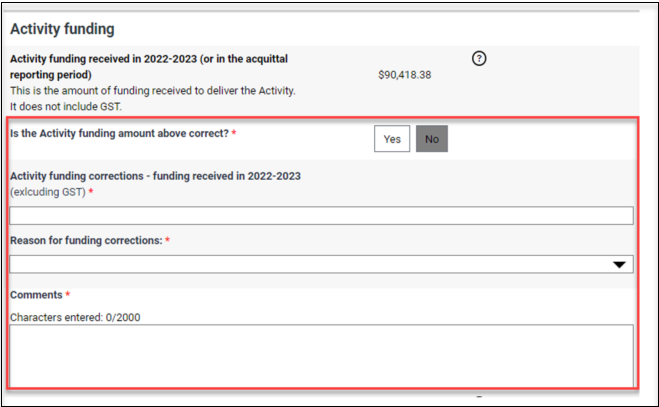 Activity funding
Activity funding received in 2022-2023 (or in the acquittal
reporting period)
?
$90,418.38
This is the amount of funding received to deliver the Activity.
It does not include GST.
Is the Activity funding amount above correct? *
Yes
No
Activity funding corrections - funding received in 2022-2023
(exlcuding GST) *
Reason for funding corrections: *
Comments *
Characters entered: 0/2000